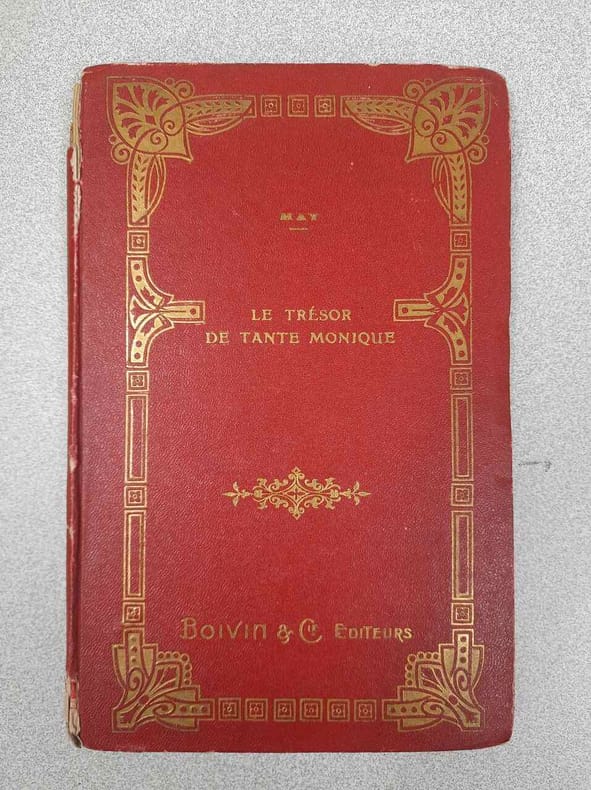 MAY
LE TRÉSOR
DE TANTE MONIQUE
BOIVIN & CIE EDITEURS